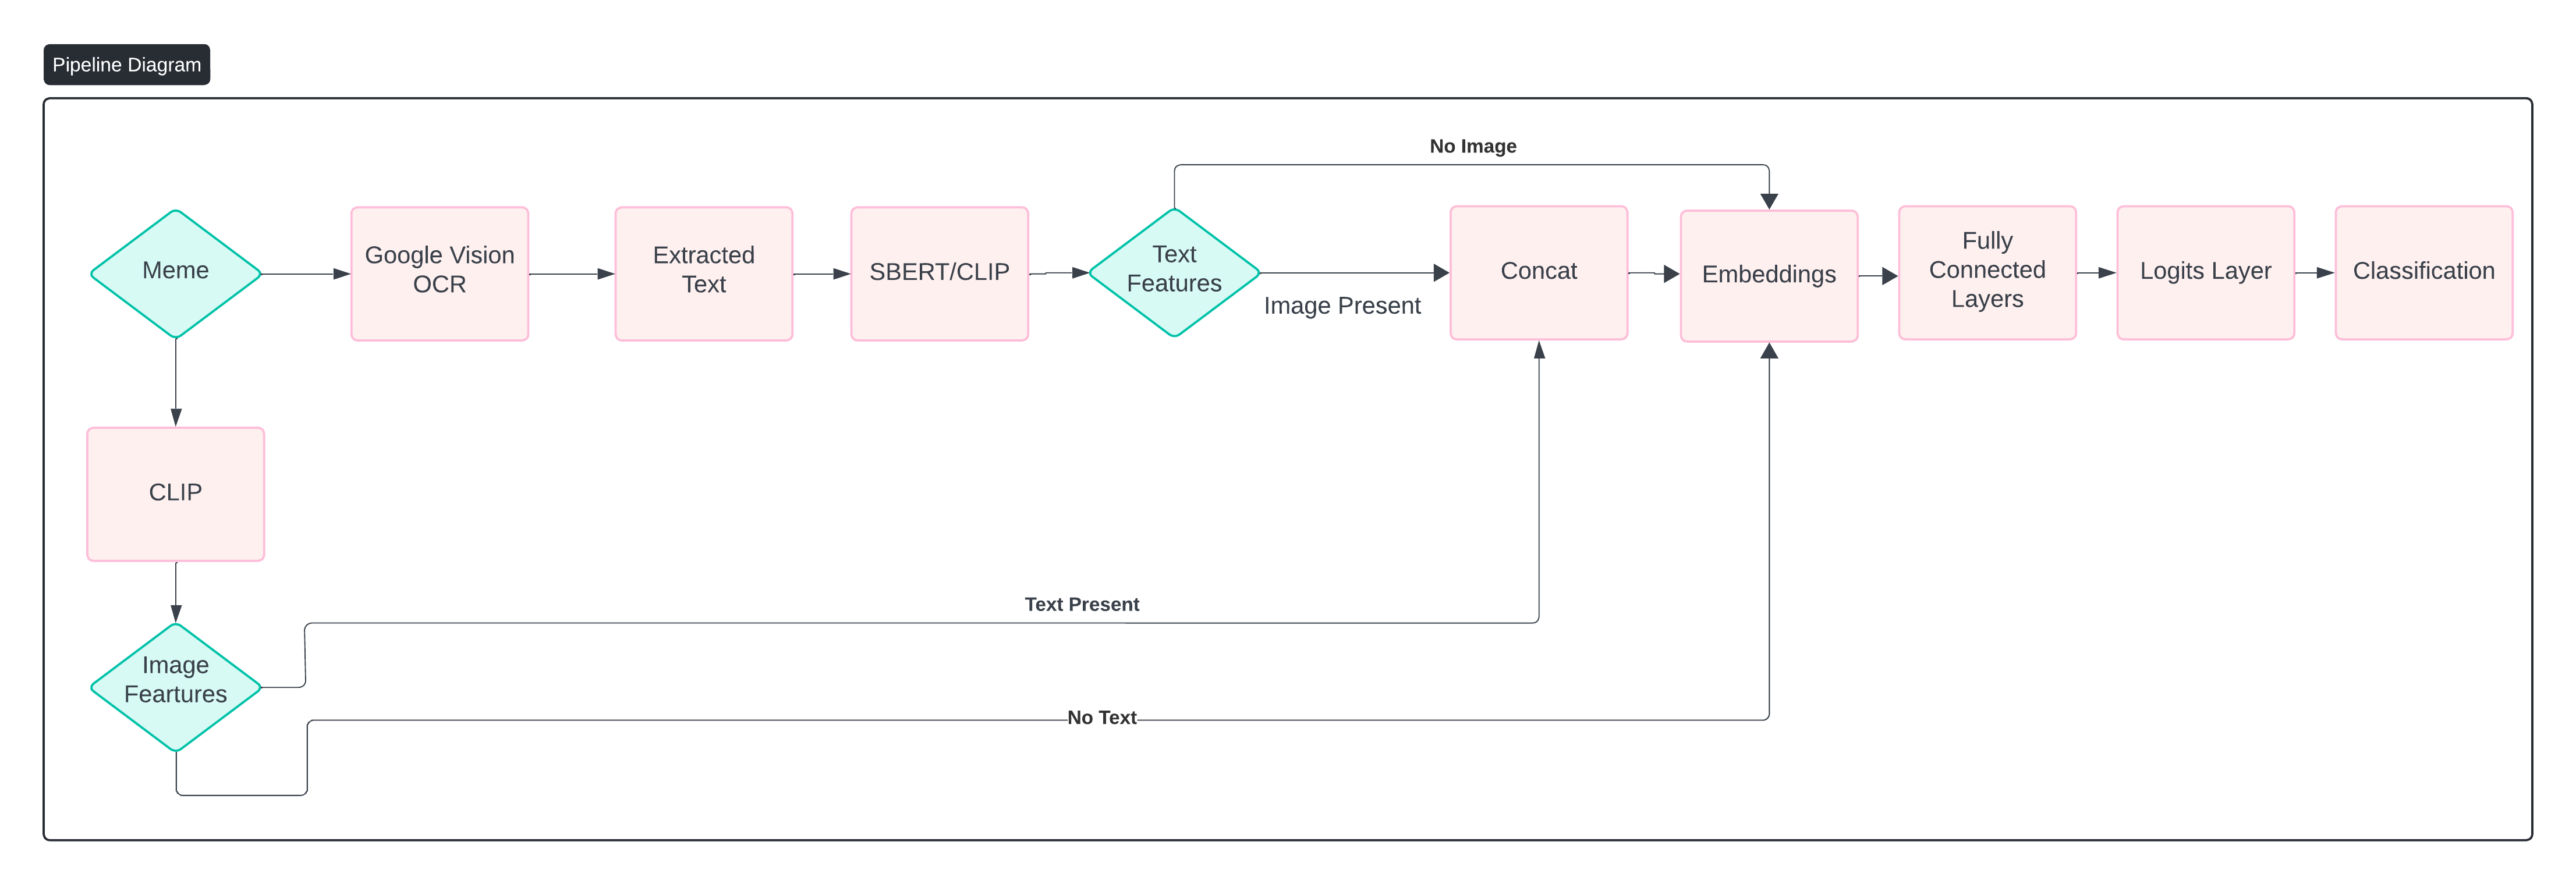 Pipeline Diagram
No Image
Meme
Google Vision
OCR
Extracted
Text
SBERT/CLIP
Text
Features
Image Present
Concat
Embeddings
Fully
Connected
Layers
Logits Layer
Classification
CLIP
Text Present
Image
Feartures
No Text